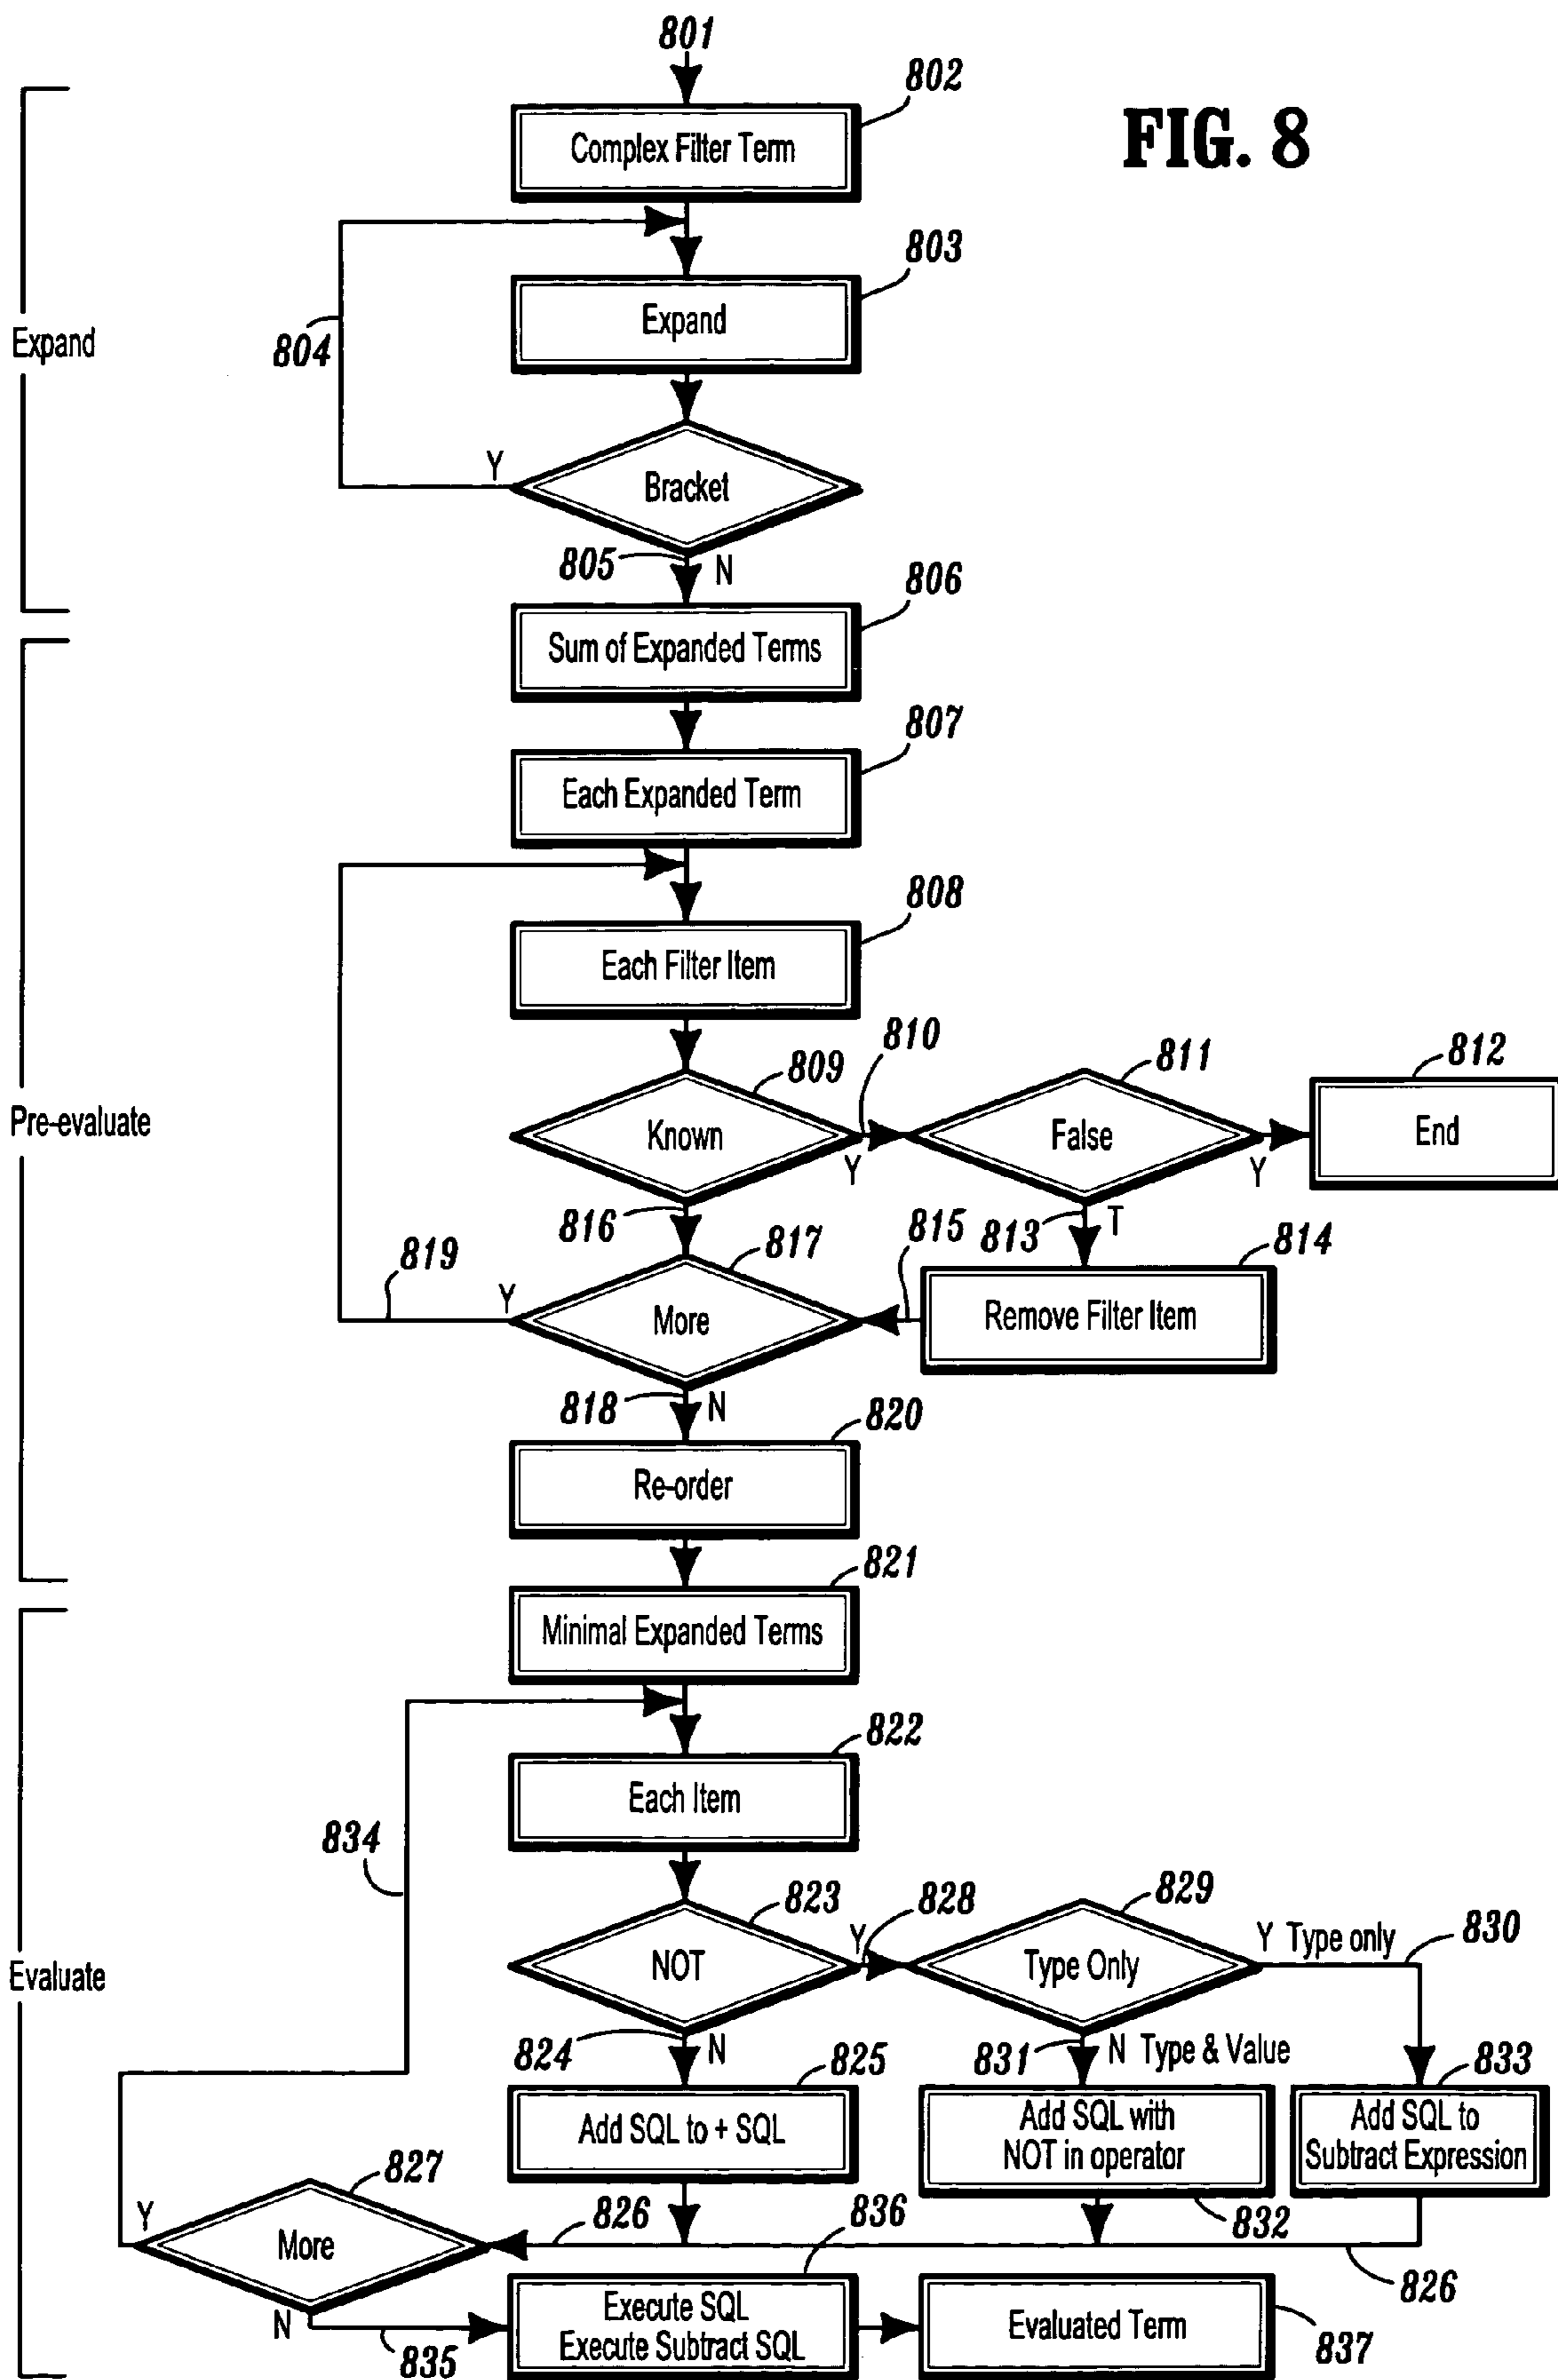 801
802
FIG. 8
Complex Filter Term
803
Expand
Expand
804
Y
Bracket
805
N
806
Sum of Expanded Terms
807
Each Expanded Term
808
Each Filter Item
810
809
811
812
Known
False
End
Y
Y
Pre-evaluate
816
813
T
815
817
814
819
Y
More
Remove Filter Item
818
N
820
Re-order
821
Minimal Expanded Terms
822
Each Item
834
823
828
829
Y
Y Type only
830
NOT
Type Only
Evaluate
824
N
831
N Type & Value
825
833
Add SQL to + SQL
Add SQL with
NOT in operator
Add SQL to
Subtract Expression
827
Y
826
836
832
More
826
N
835
Execute SQL
Execute Subtract SQL
Evaluated Term
837